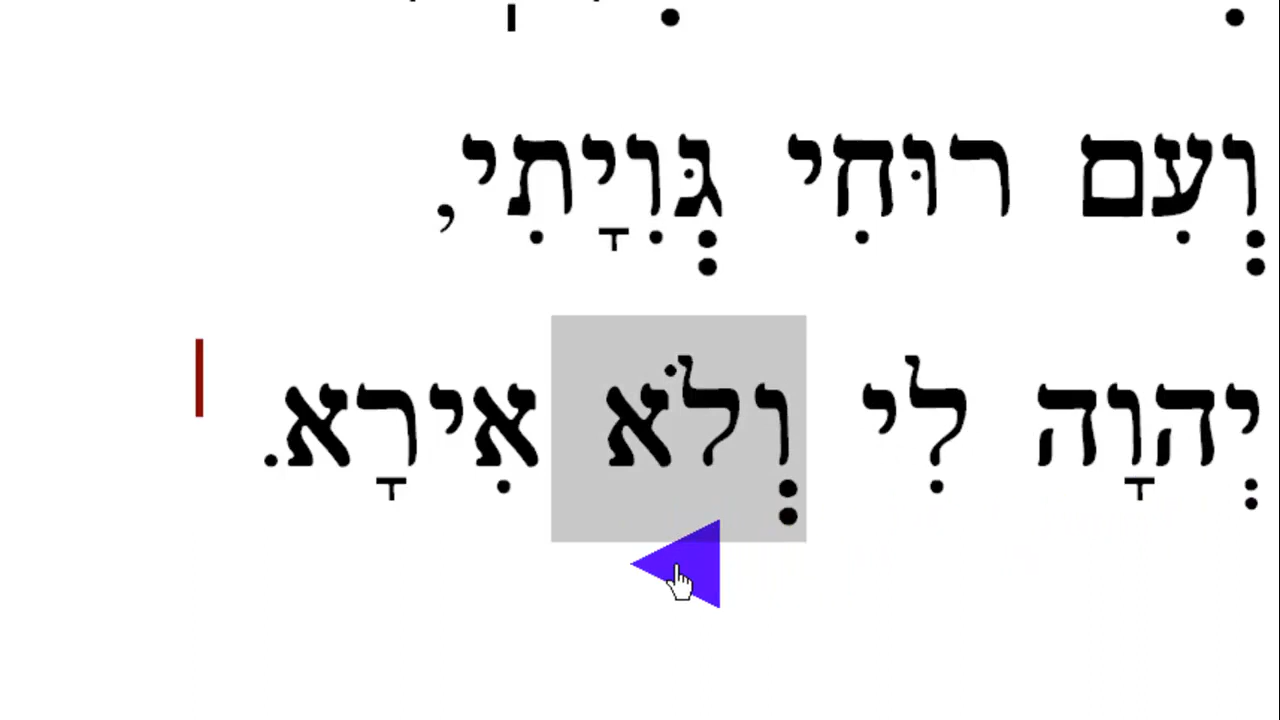 וְעִם רוּחִי גְּוִיָתִי,
יְהוָה לִי וְלֹא אִירָא.